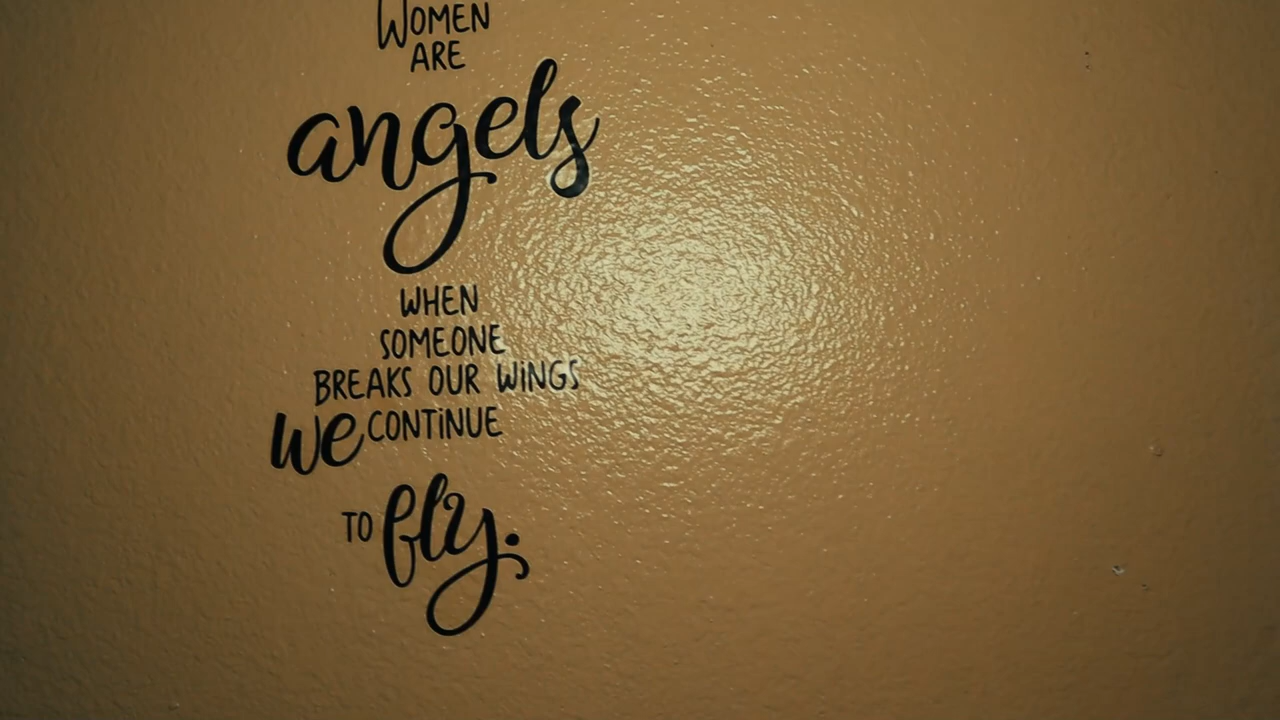 WOMEN
ARE
angels
WHEN
SOMEONE
BREAKS OUR WiNGS
we CONTiNUE
TO fly.